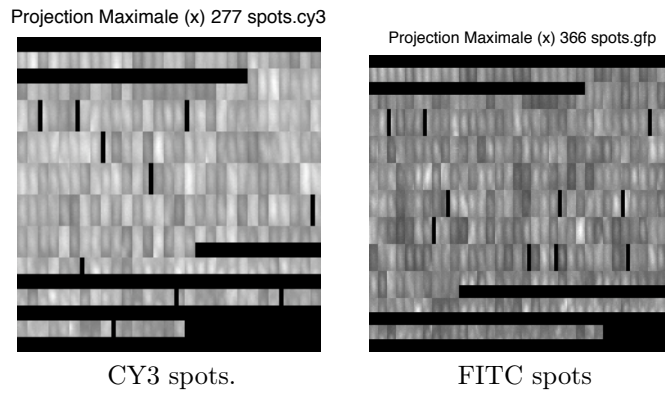 Projection Maximale (x) 277 spots.cy3
Projection Maximale (x) 366 spots.gfp
CY3 spots.
FITC spots